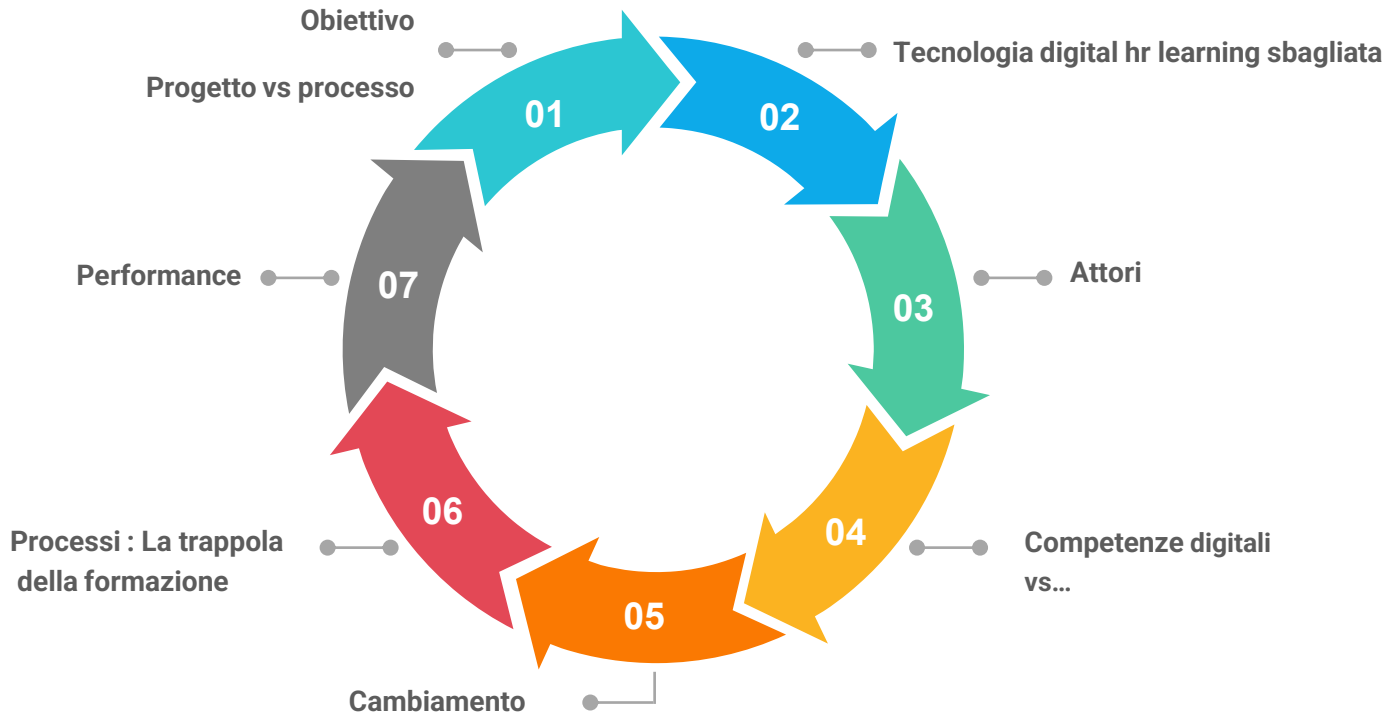 Obiettivo
Progetto vs processo
01
02
Tecnologia digital hr learning sbagliata
03
Attori
04
Competenze digitali
vs...
05
Cambiamento
06
Processi : La trappola
della formazione
07
Performance